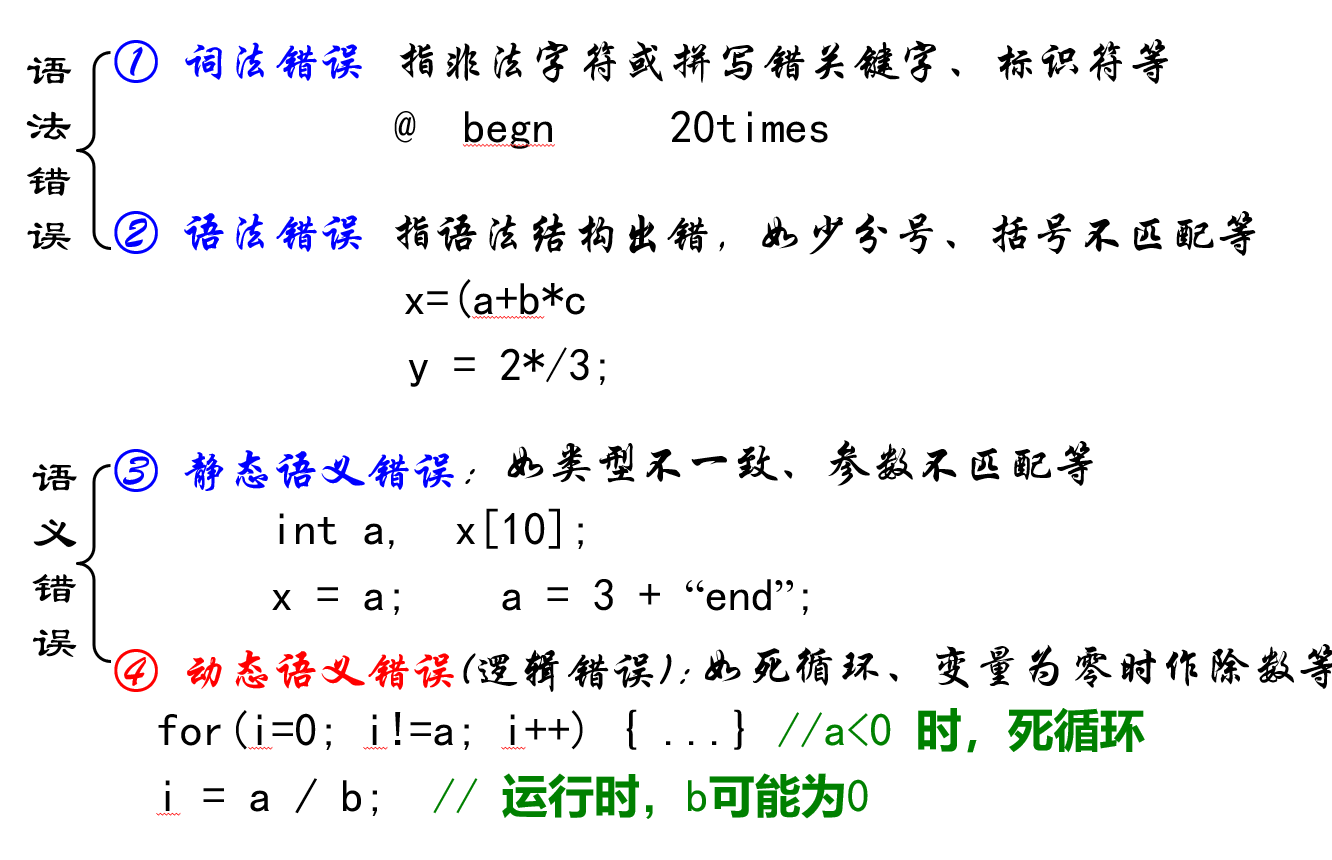 语法错误
① 词法错误 指非法字符或拼写错关键字、标识符等
@ begn 20times
② 语法错误 指语法结构出错，如少分号、括号不匹配等
x=(a+b*c
y = 2*/3;
语义错误
③ 静态语义错误：如类型不一致、参数不匹配等
int a, x[10];
x = a; a = 3 + “end”;
④ 动态语义错误(逻辑错误)：如死循环、变量为零时作除数等
for(i=0; i!=a; i++) { ...} //a<0 时，死循环
i = a / b; // 运行时，b可能为0